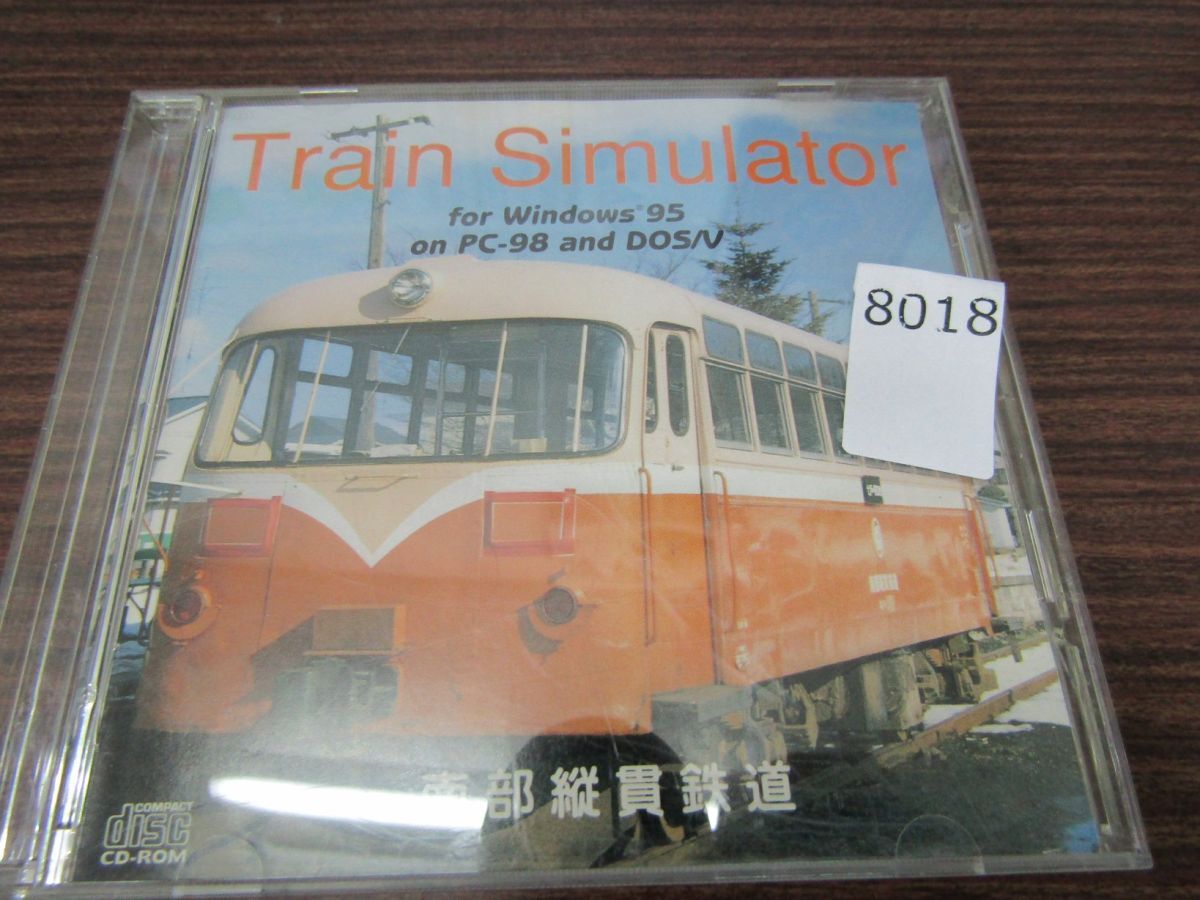 Train Simulator
for Windows®95
on PC-98 and DOS/V
8018
南部縦貫鉄道
COMPACT
disc
CD-ROM